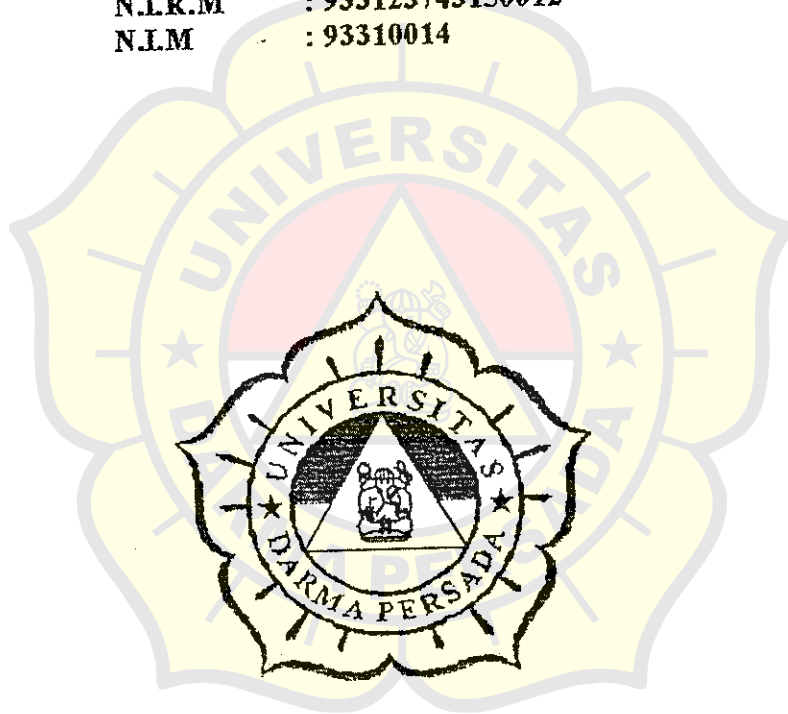 N.I.R.M
N.I.M : 93310014
UNIVERSITAS
DARMA PERSADA
UNIVERSITAS
DARMA PERSADA